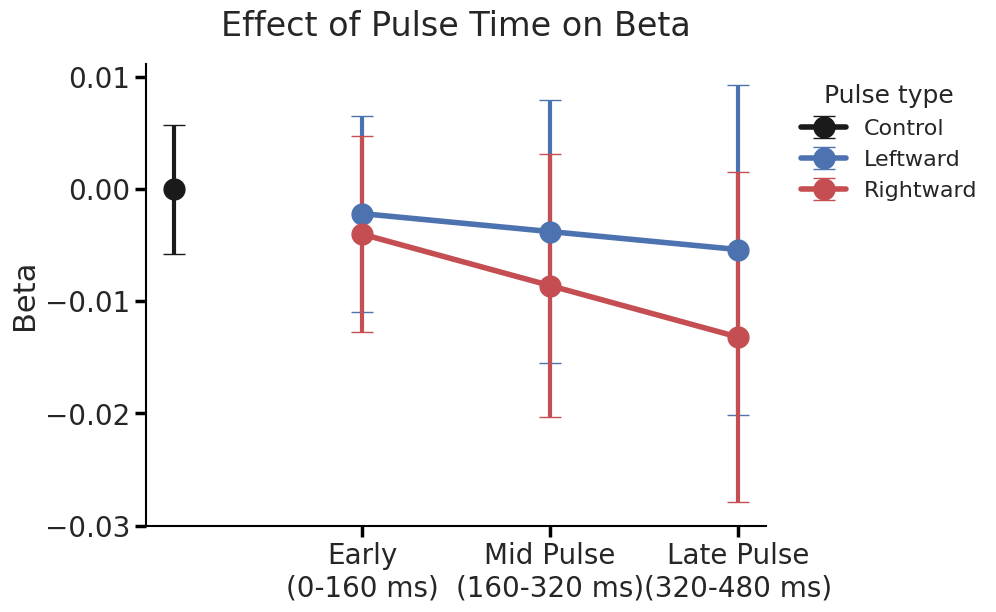 Effect of Pulse Time on Beta
0.01
0.00
−0.01
−0.02
−0.03
Beta
Early
(0-160 ms)
Mid Pulse
(160-320 ms)
Late Pulse
(320-480 ms)
Pulse type
Control
Leftward
Rightward